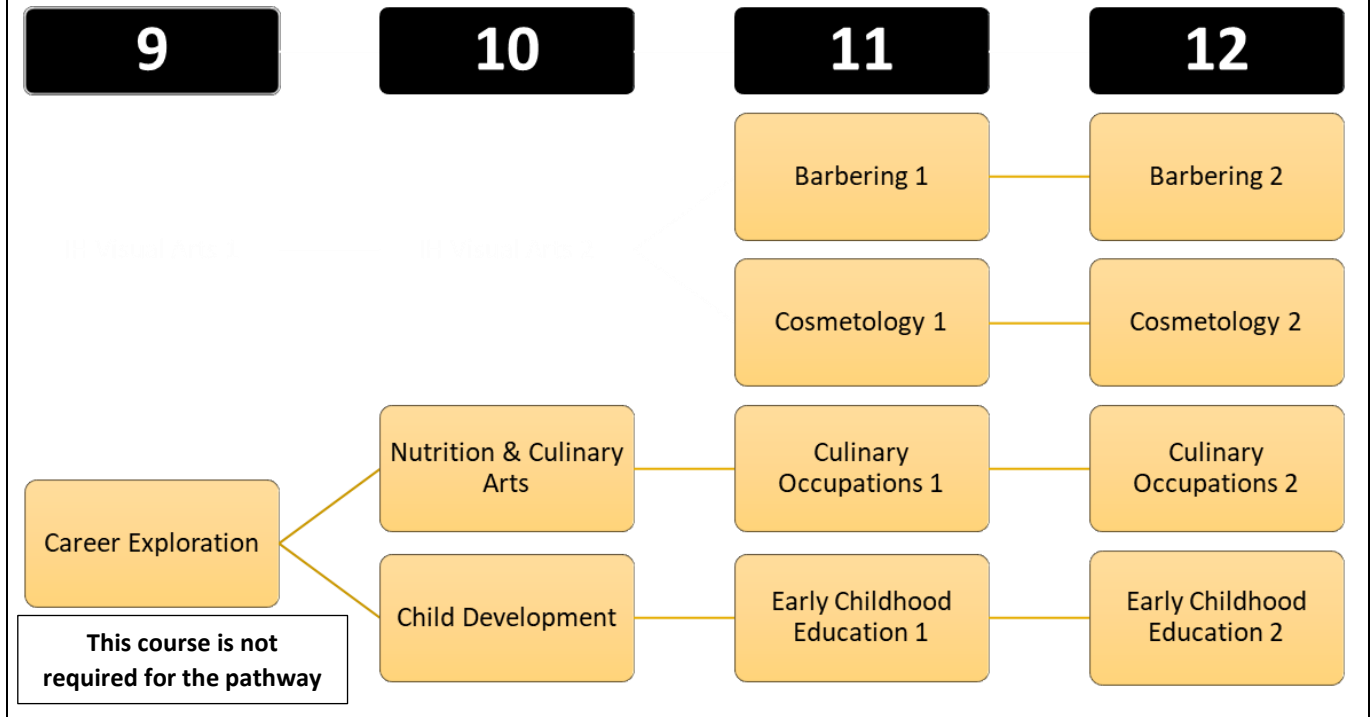 9
10
11
12
Barbering 1
Barbering 2
Cosmetology 1
Cosmetology 2
Nutrition & Culinary
Arts
Culinary
Occupations 1
Culinary
Occupations 2
Career Exploration
This course is not
required for the pathway
Child Development
Early Childhood
Education 1
Early Childhood
Education 2